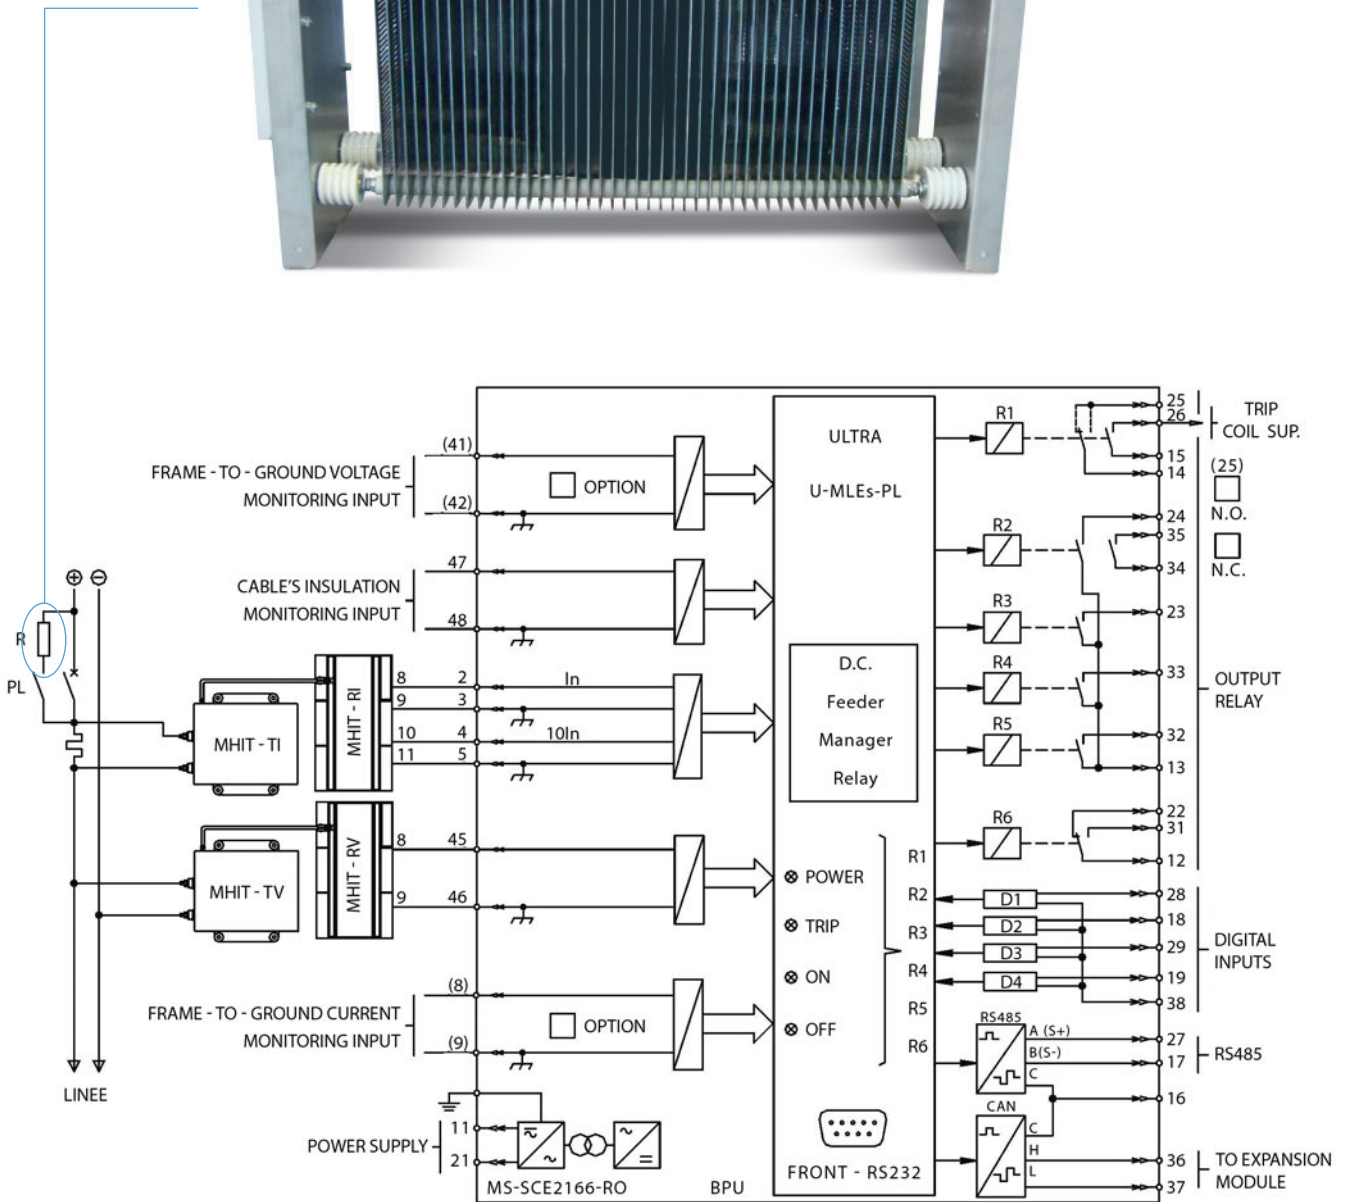 FRAME - TO - GROUND VOLTAGE
MONITORING INPUT
(41)
(42)
OPTION
CABLE'S INSULATION
MONITORING INPUT
47
48
R
PL
LINEE
MHIT - TI
MHIT - RI
8
9
10
11
2
3
4
5
In
10In
MHIT - TV
MHIT - RV
8
9
45
46
FRAME - TO - GROUND CURRENT
MONITORING INPUT
(8)
(9)
OPTION
POWER SUPPLY
11
21
MS-SCE2166-RO
BPU
ULTRA
U-MLEs-PL
D.C.
Feeder
Manager
Relay
POWER
TRIP
ON
OFF
R1
R2
R3
R4
R5
R6
FRONT - RS232
R1
R2
R3
R4
R5
R6
D1
D2
D3
D4
RS485
A (S+)
B(S-)
C
CAN
C
H
L
25
26
15
14
24
35
34
23
33
32
13
22
31
12
28
18
29
19
38
27
17
16
36
37
TRIP
COIL SUP.
(25)
N.O.
N.C.
OUTPUT
RELAY
DIGITAL
INPUTS
RS485
TO EXPANSION
MODULE